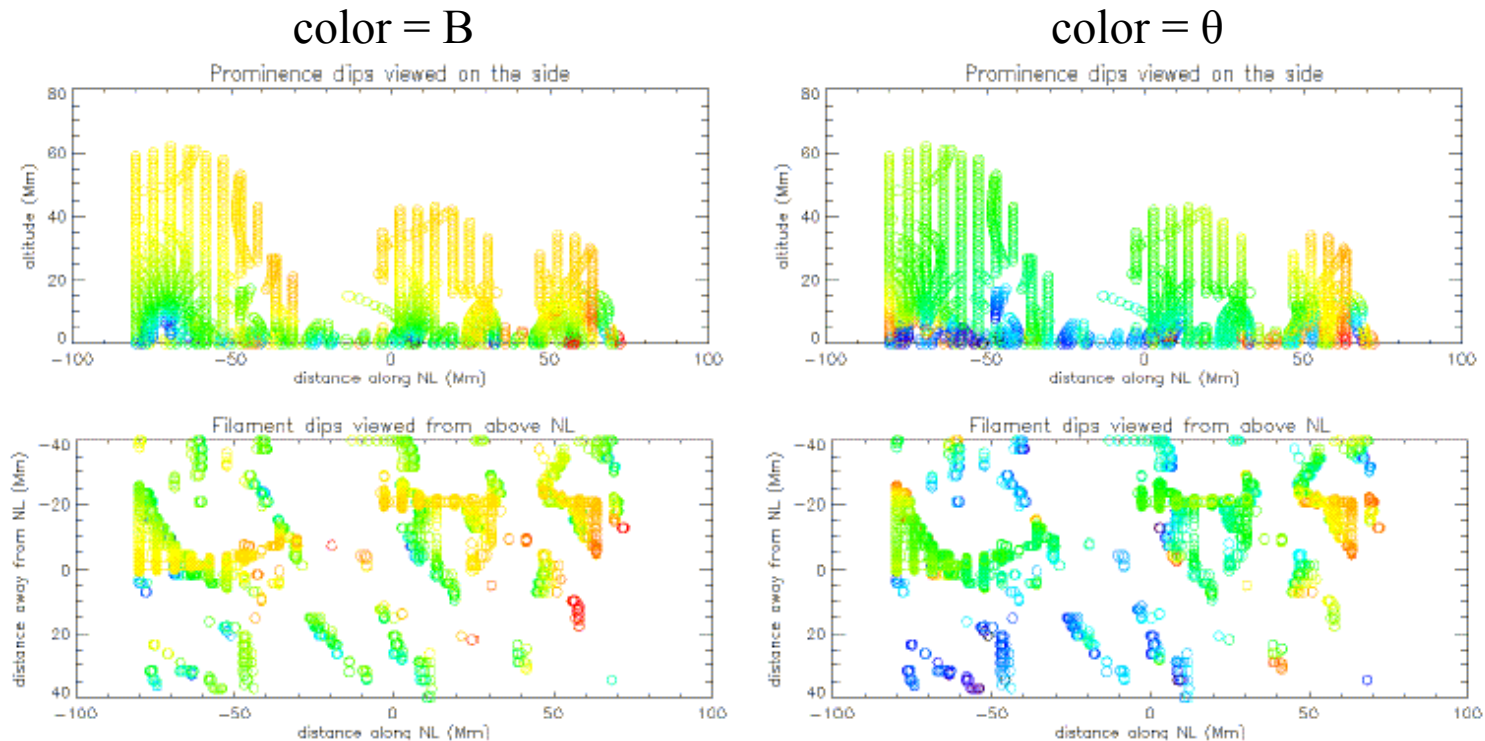 color = B
color = θ
Prominence dips viewed on the side
Prominence dips viewed on the side
80
60
40
20
0
altitude (Mm)
-100
-50
0
50
100
distance along NL (Mm)
80
60
40
20
0
altitude (Mm)
-100
-50
0
50
100
distance along NL (Mm)
Filament dips viewed from above NL
Filament dips viewed from above NL
-40
-20
0
20
40
distance away from NL (Mm)
-100
-50
0
50
100
distance along NL (Mm)
-40
-20
0
20
40
distance away from NL (Mm)
-100
-50
0
50
100
distance along NL (Mm)